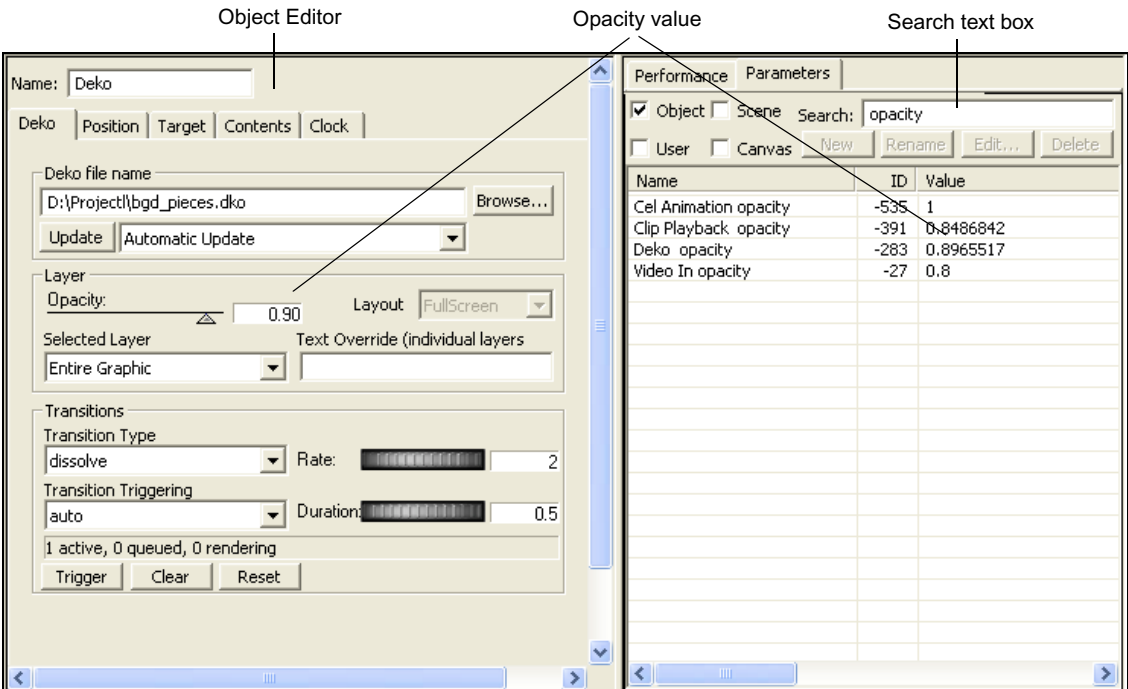 Object Editor
Opacity value
Search text box
Name: Deko
Deko Position Target Contents Clock
Deko file name
D:\Projectl\bgd_pieces.dko Browse...
Update Automatic Update
Layer
Opacity: 0.90 Layout FullScreen
Selected Layer Text Override (individual layers
Entire Graphic
Transitions
Transition Type
dissolve Rate: 2
Transition Triggering
auto Duration: 0.5
1 active, 0 queued, 0 rendering
Trigger Clear Reset
Performance Parameters
Object Scene Search: opacity
User Canvas New Rename Edit... Delete
Name ID Value
Cel Animation opacity -535 1
Clip Playback opacity -391 0.8486842
Deko opacity -283 0.8965517
Video In opacity -27 0.8